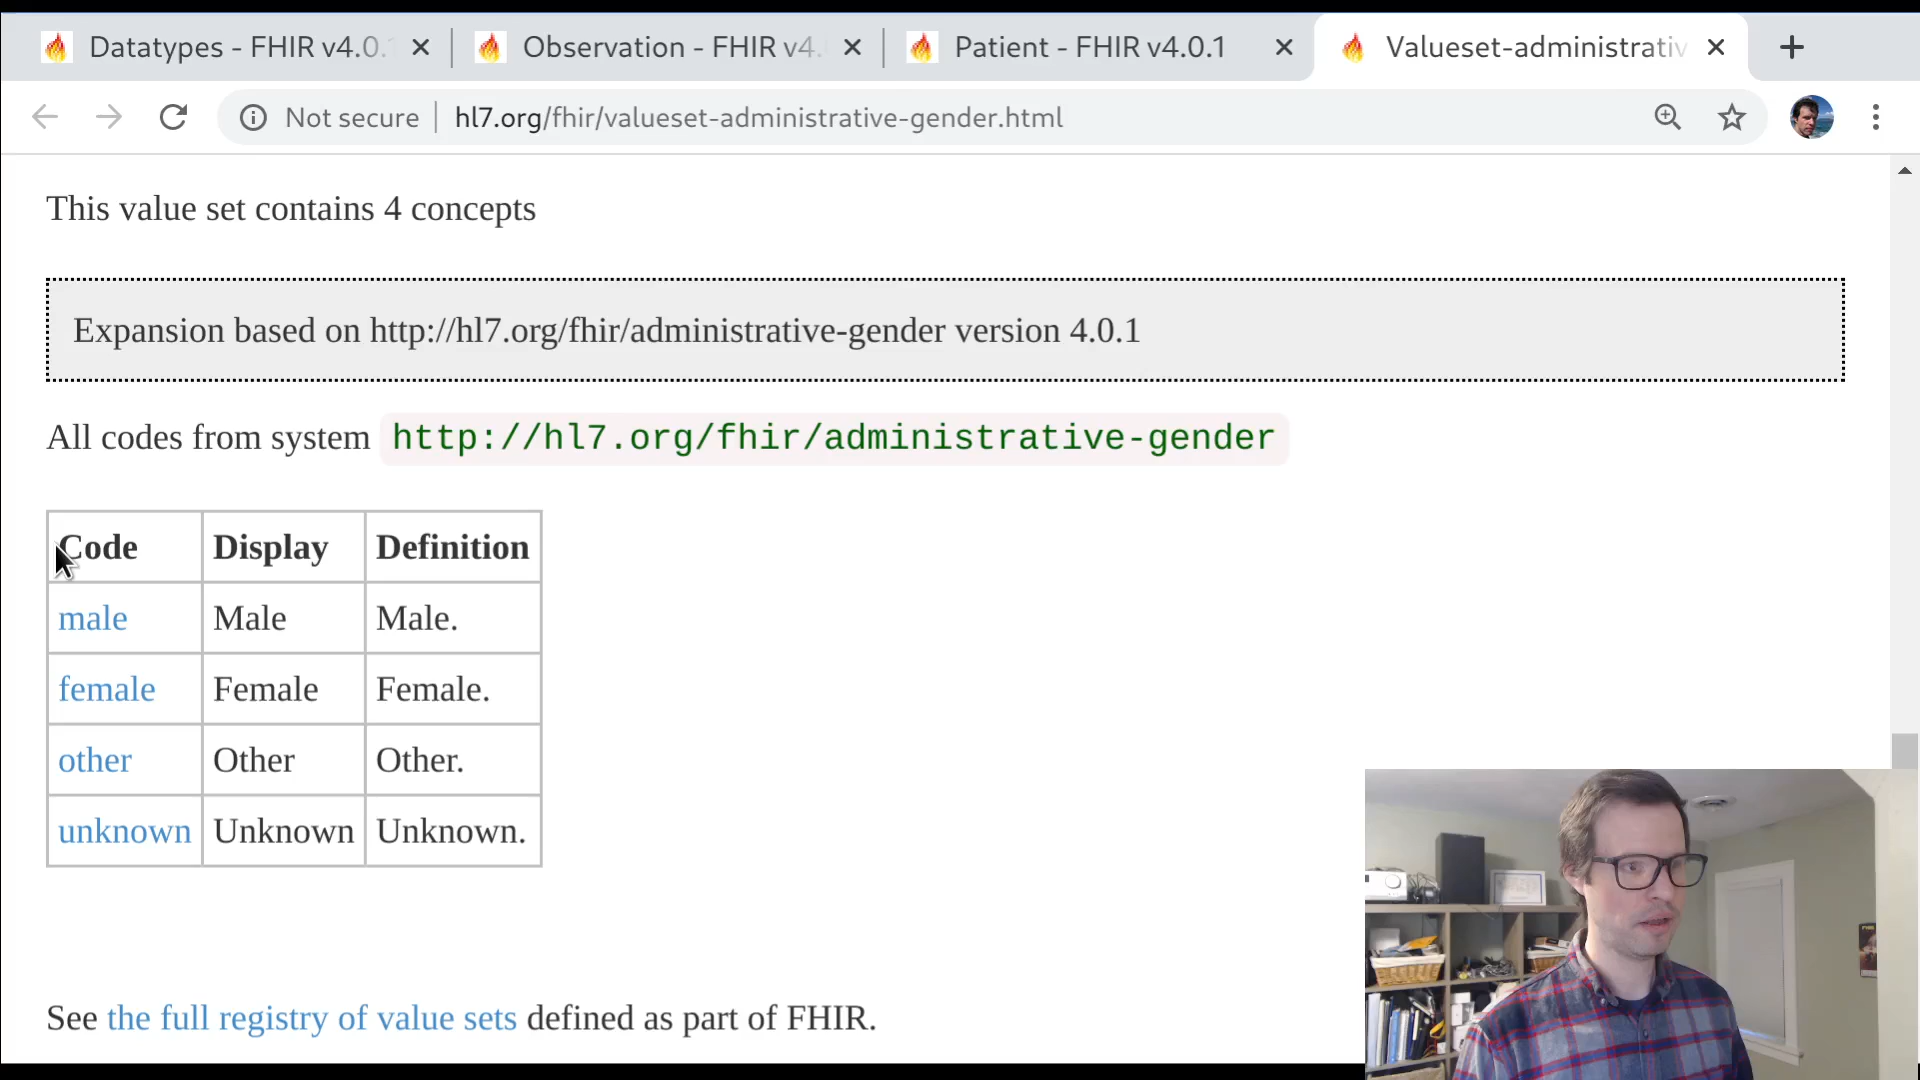 Datatypes - FHIR v4.0.
Observation - FHIR v4.
Patient - FHIR v4.0.1
Valueset-administrativ
Not secure
hl7.org/fhir/valueset-administrative-gender.html
This value set contains 4 concepts
Expansion based on http://hl7.org/fhir/administrative-gender version 4.0.1
All codes from system http://hl7.org/fhir/administrative-gender
Code Display Definition
male Male Male.
female Female Female.
other Other Other.
unknown Unknown Unknown.
See the full registry of value sets defined as part of FHIR.